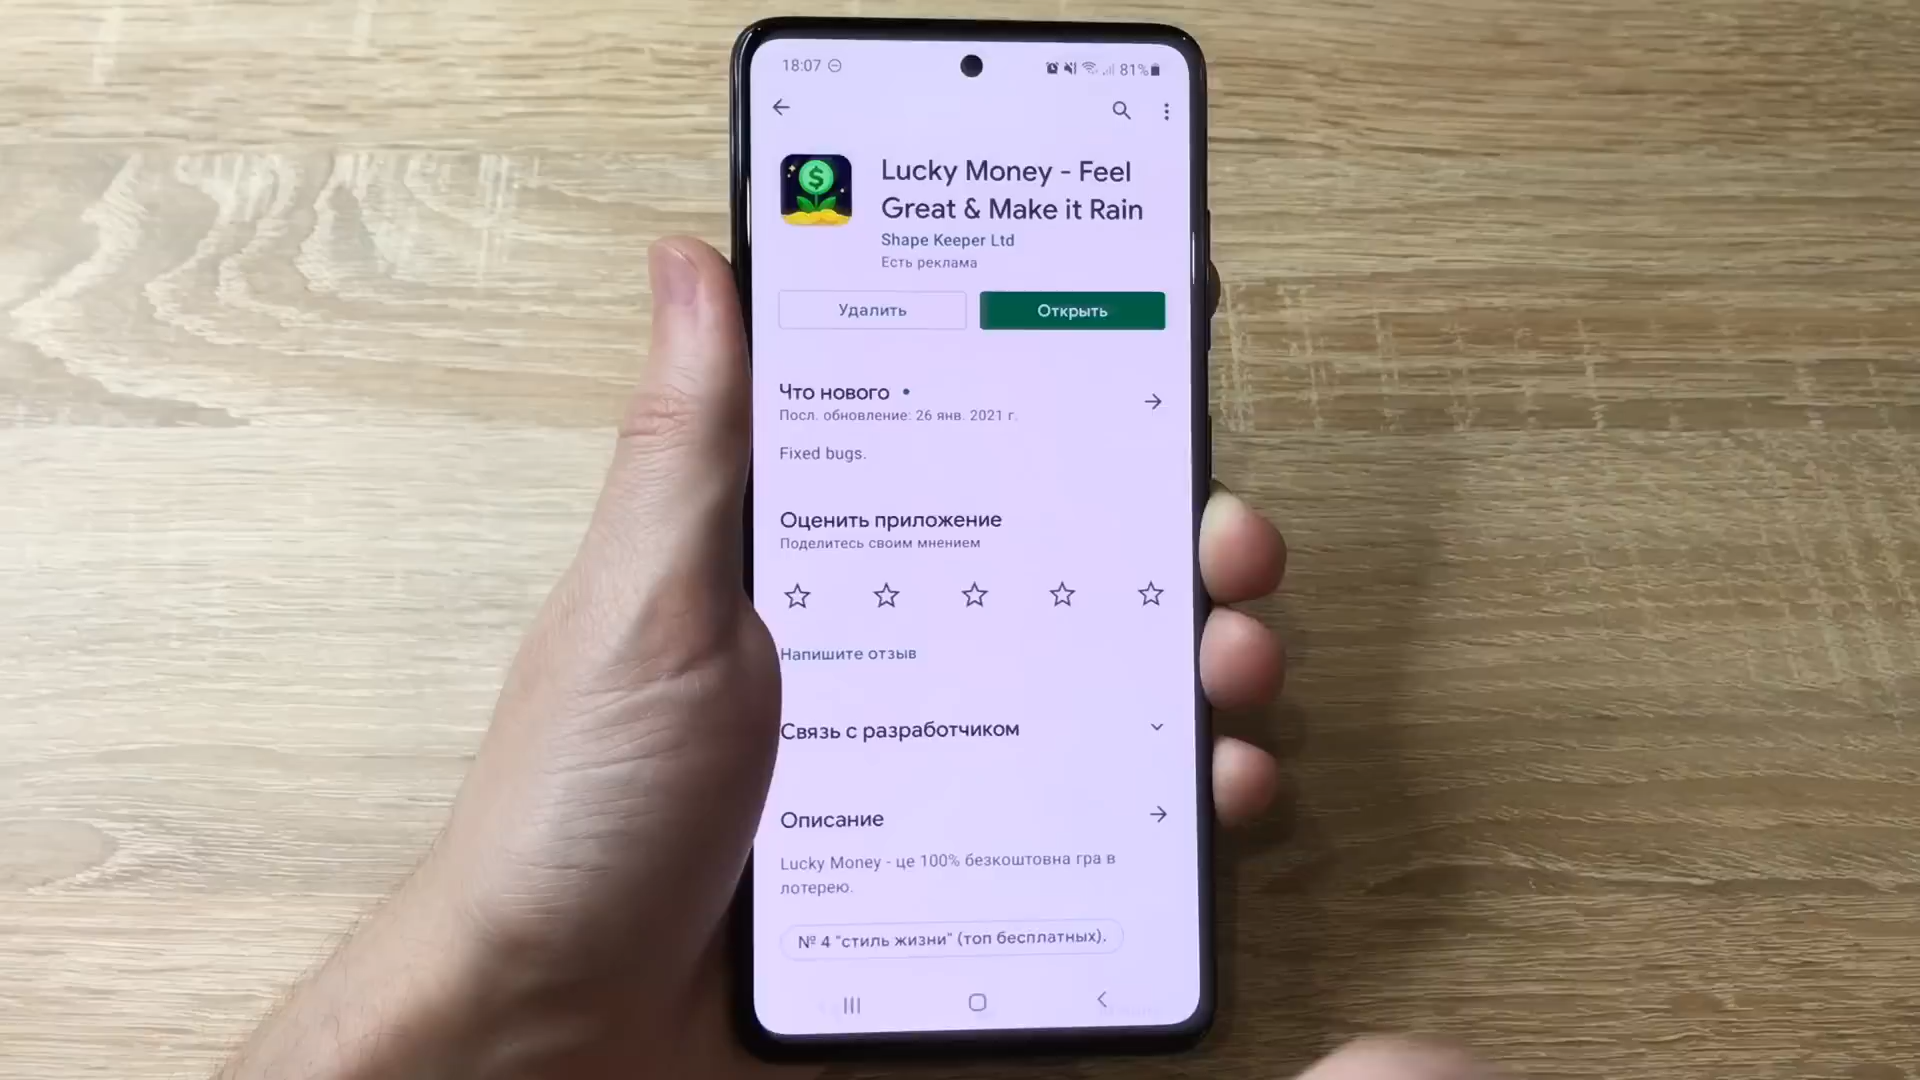 18:07
81%
Lucky Money - Feel
Great & Make it Rain
Shape Keeper Ltd
Есть реклама
Удалить
Открыть
Что нового •
Посл. обновление: 26 янв. 2021 г.
Fixed bugs.
Оценить приложение
Поделитесь своим мнением
Напишите отзыв
Связь с разработчиком
Описание
Lucky Money - це 100% безкоштовна гра в
лотерею.
№ 4 "стиль жизни" (топ бесплатных).